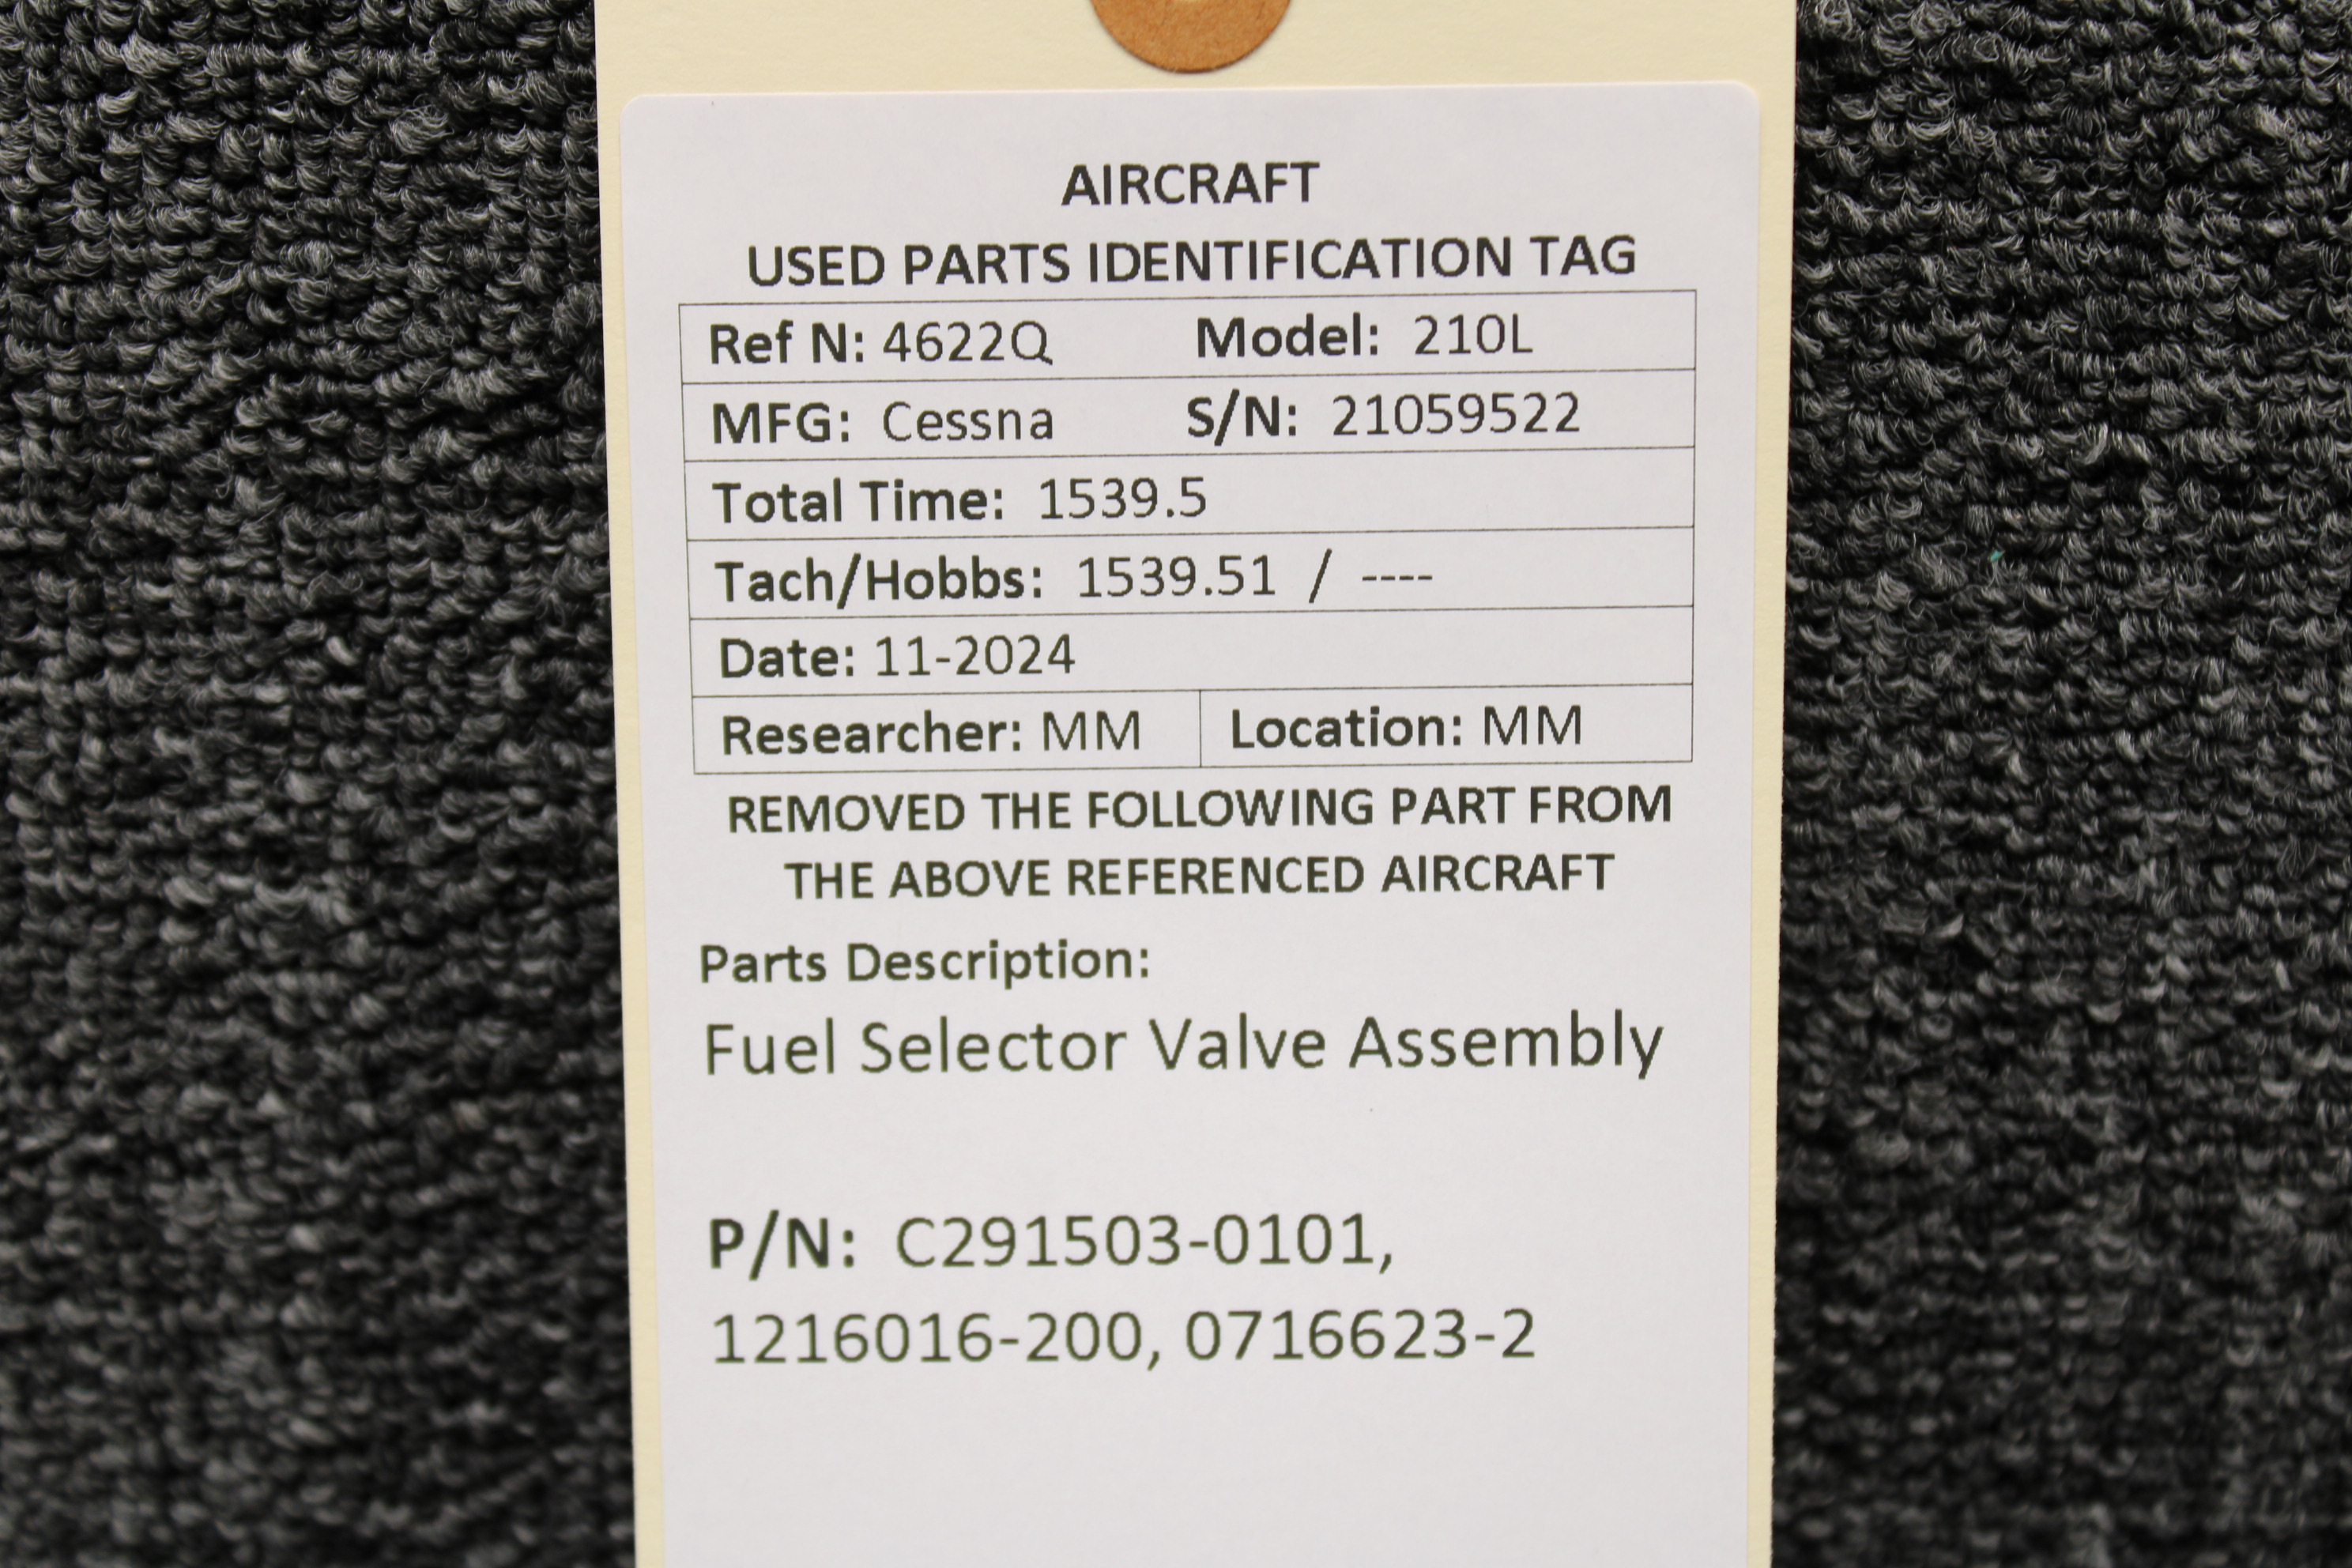 AIRCRAFT
USED PARTS IDENTIFICATION TAG
Ref N: 4622Q Model: 210L
MFG: Cessna S/N: 21059522
Total Time: 1539.5
Tach/Hobbs: 1539.51 / ----
Date: 11-2024
Researcher: MM Location: MM
REMOVED THE FOLLOWING PART FROM
THE ABOVE REFERENCED AIRCRAFT
Parts Description:
Fuel Selector Valve Assembly
P/N: C291503-0101,
1216016-200, 0716623-2